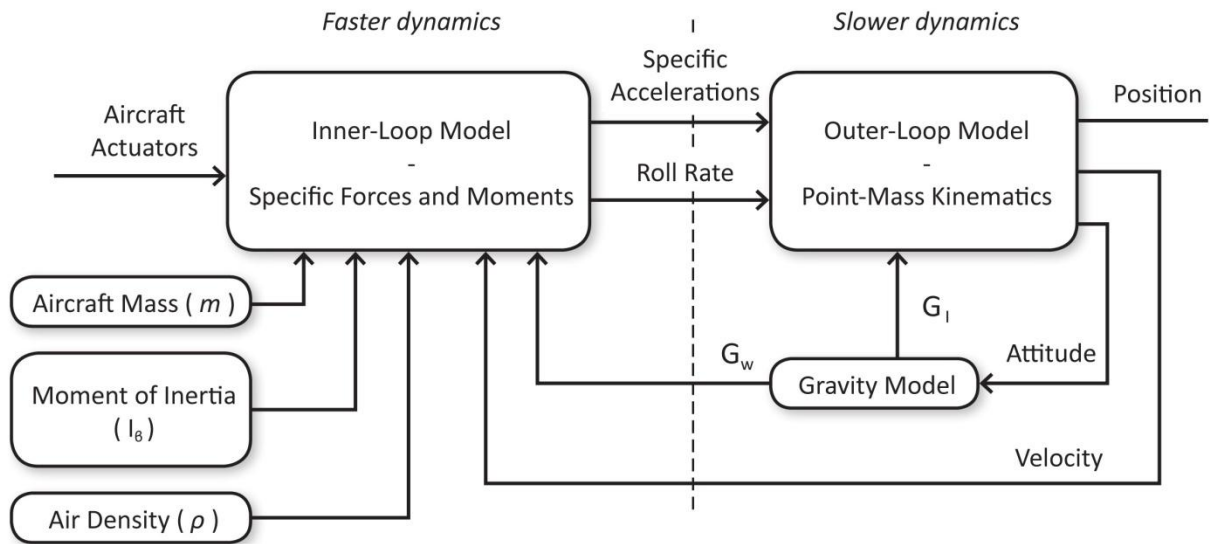 Faster dynamics
Slower dynamics
Aircraft
Actuators
Inner-Loop Model
-
Specific Forces and Moments
Specific
Accelerations
Roll Rate
Outer-Loop Model
-
Point-Mass Kinematics
Position
Aircraft Mass ( m )
Moment of Inertia
( Iᵦ )
Air Density ( ρ )
G_w
G_I
Gravity Model
Attitude
Velocity